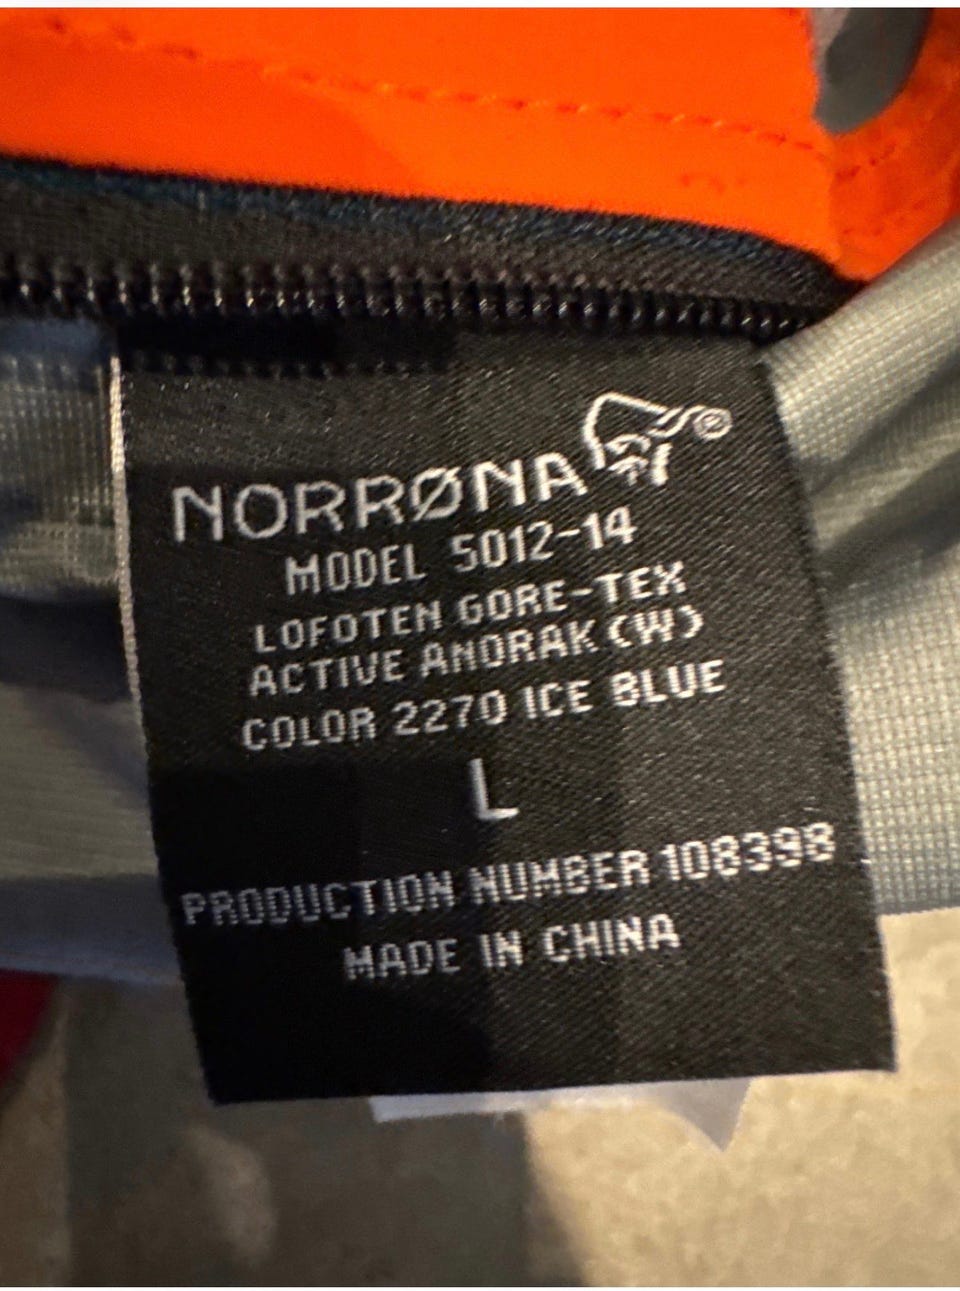 NORRØNA
MODEL 5012-14
LOFOTEN GORE-TEX
ACTIVE ANORAK (W)
COLOR 2270 ICE BLUE
L
PRODUCTION NUMBER 108398
MADE IN CHINA